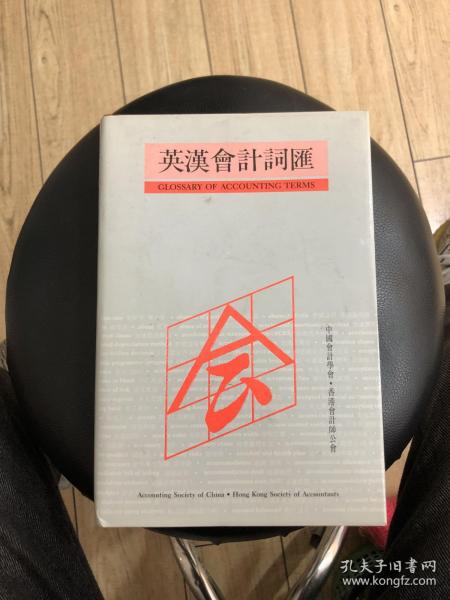 英漢會計詞匯
GLOSSARY OF ACCOUNTING TERMS
会
中國會計學會·香港會計師公會
Accounting Society of China • Hong Kong Society of Accountants
孔夫子旧书网
www.kongfz.com